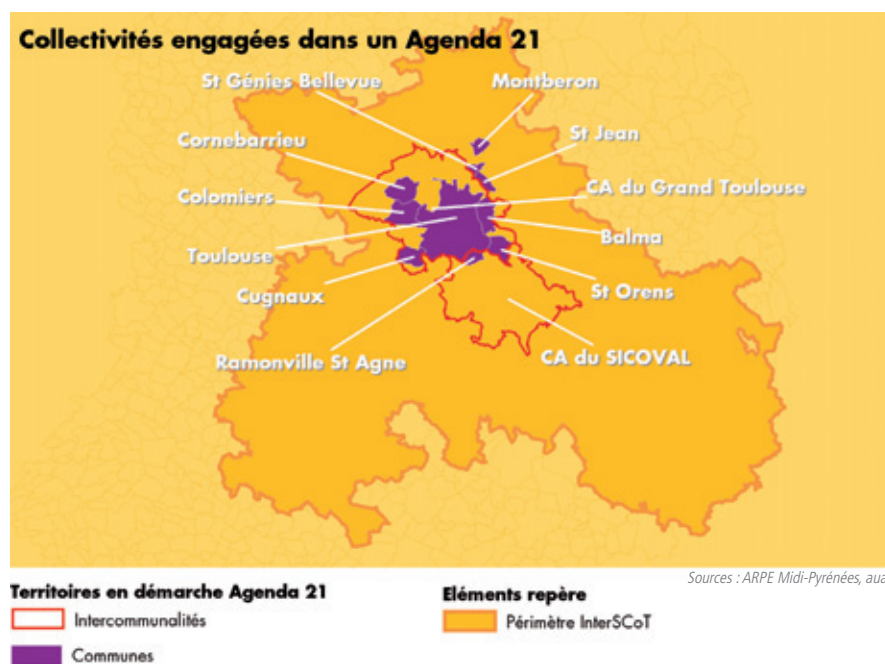 Collectivités engagées dans un Agenda 21
St Génies Bellevue
Montberon
Cornebarrieu
St Jean
Colomiers
CA du Grand Toulouse
Toulouse
Balma
Cugnaux
St Orens
Ramonville St Agne
CA du SICOVAL
Sources : ARPE Midi-Pyrénées, aua
Territoires en démarche Agenda 21
Intercommunalités
Communes
Eléments repère
Périmètre InterSCoT